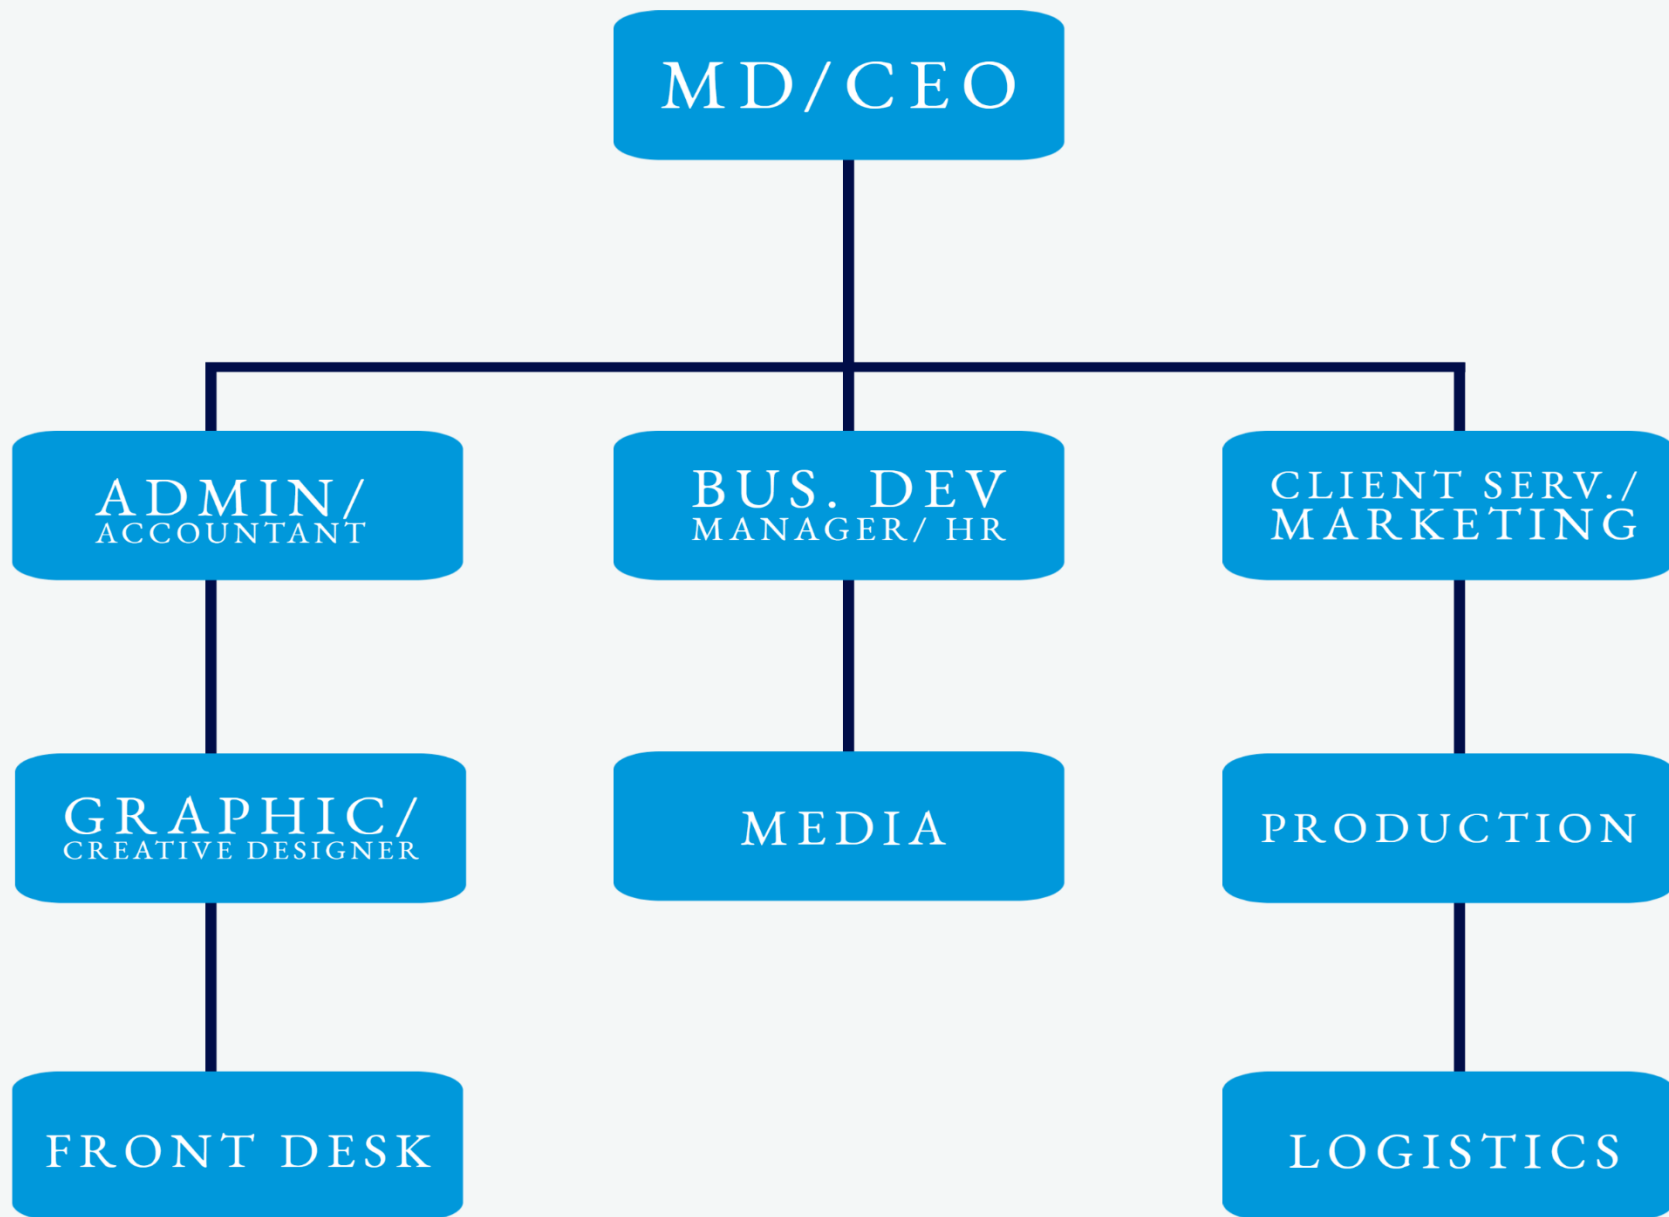 MD/CEO
ADMIN/
ACCOUNTANT
BUS. DEV
MANAGER/ HR
CLIENT SERV./
MARKETING
GRAPHIC/
CREATIVE DESIGNER
MEDIA
PRODUCTION
FRONT DESK
LOGISTICS